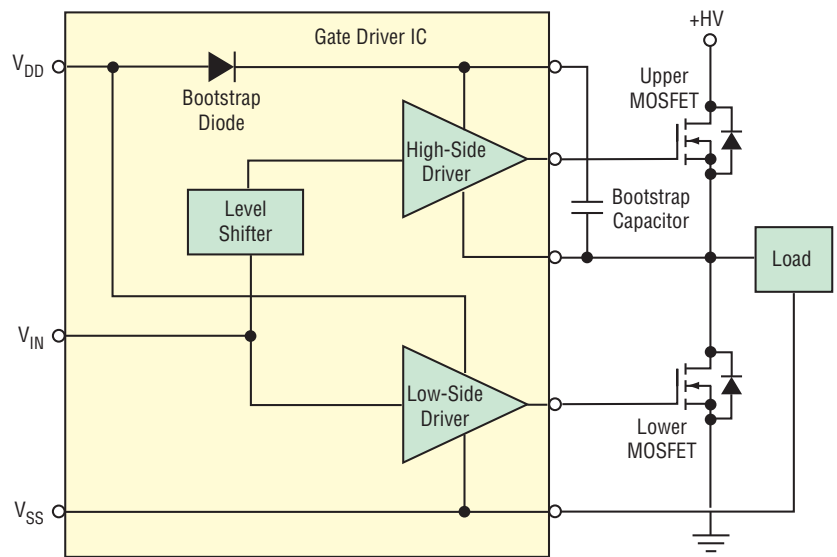 Gate Driver IC
+HV
V_DD
Bootstrap
Diode
Upper
MOSFET
High-Side
Driver
Level
Shifter
Bootstrap
Capacitor
Load
V_IN
Low-Side
Driver
Lower
MOSFET
V_SS